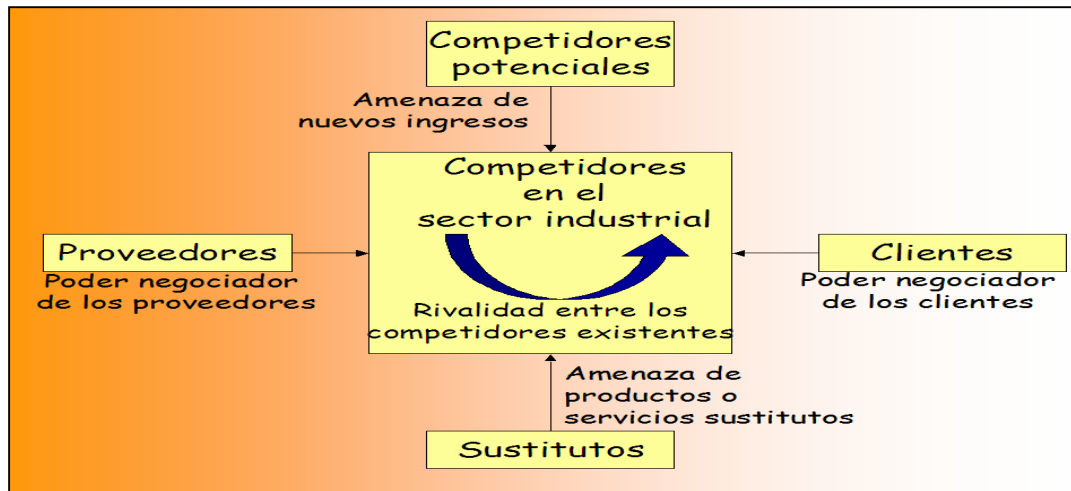 Competidores
potenciales
Amenaza de
nuevos ingresos
Competidores
en el
sector industrial
Proveedores
Poder negociador
de los proveedores
Clientes
Poder negociador
de los clientes
Rivalidad entre los
competidores existentes
Amenaza de
productos o
servicios sustitutos
Sustitutos